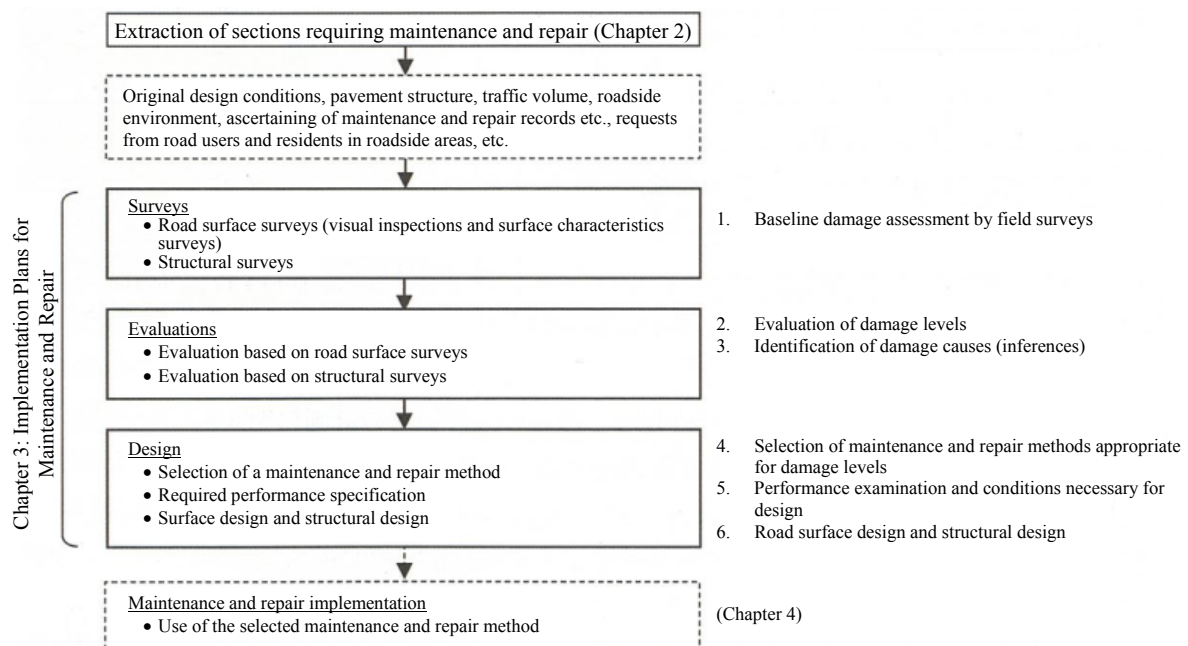 Extraction of sections requiring maintenance and repair (Chapter 2)
Original design conditions, pavement structure, traffic volume, roadside
environment, ascertaining of maintenance and repair records etc., requests
from road users and residents in roadside areas, etc.
Chapter 3: Implementation Plans for
Maintenance and Repair
Surveys
• Road surface surveys (visual inspections and surface characteristics
surveys)
• Structural surveys
1. Baseline damage assessment by field surveys
Evaluations
• Evaluation based on road surface surveys
• Evaluation based on structural surveys
2. Evaluation of damage levels
3. Identification of damage causes (inferences)
Design
• Selection of a maintenance and repair method
• Required performance specification
• Surface design and structural design
4. Selection of maintenance and repair methods appropriate
for damage levels
5. Performance examination and conditions necessary for
design
6. Road surface design and structural design
Maintenance and repair implementation
• Use of the selected maintenance and repair method
(Chapter 4)